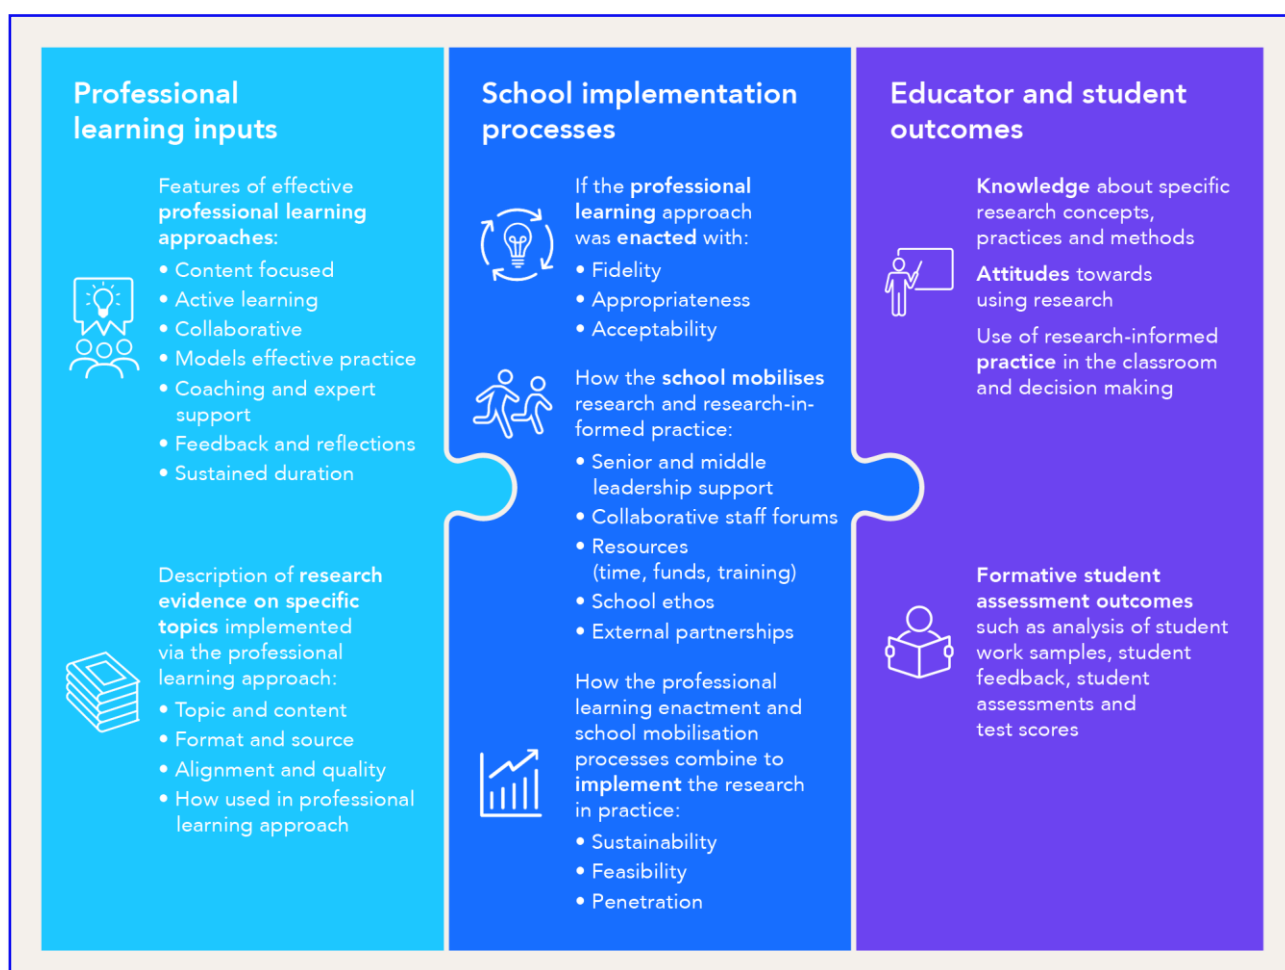 Professional
learning inputs
Features of effective
professional learning
approaches:
• Content focused
• Active learning
• Collaborative
• Models effective practice
• Coaching and expert
support
• Feedback and reflections
• Sustained duration
Description of research
evidence on specific
topics implemented
via the professional
learning approach:
• Topic and content
• Format and source
• Alignment and quality
• How used in professional
learning approach
School implementation
processes
If the professional
learning approach
was enacted with:
• Fidelity
• Appropriateness
• Acceptability
How the school mobilises
research and research-in-
formed practice:
• Senior and middle
leadership support
• Collaborative staff forums
• Resources
(time, funds, training)
• School ethos
• External partnerships
How the professional
learning enactment and
school mobilisation
processes combine to
implement the research
in practice:
• Sustainability
• Feasibility
• Penetration
Educator and student
outcomes
Knowledge about specific
research concepts,
practices and methods
Attitudes towards
using research
Use of research-informed
practice in the classroom
and decision making
Formative student
assessment outcomes
such as analysis of student
work samples, student
feedback, student
assessments and
test scores